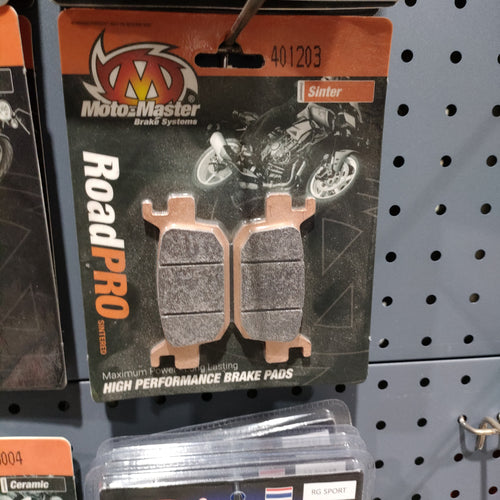 401203
Moto-Master®
Brake Systems
Sinter
RoadPRO
SINTERED
Maximum Power Long Lasting
HIGH PERFORMANCE BRAKE PADS
004
Ceramic
RG SPORT